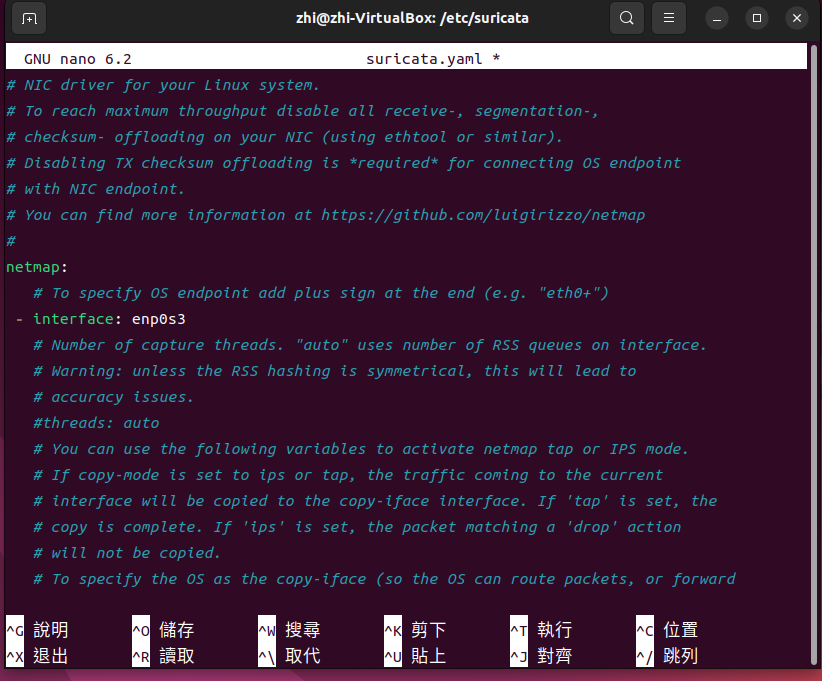 zhi@zhi-VirtualBox: /etc/suricata
GNU nano 6.2 suricata.yaml *
# NIC driver for your Linux system.
# To reach maximum throughput disable all receive-, segmentation-,
# checksum- offloading on your NIC (using ethtool or similar).
# Disabling TX checksum offloading is *required* for connecting OS endpoint
# with NIC endpoint.
# You can find more information at https://github.com/luigirizzo/netmap
#
netmap:
# To specify OS endpoint add plus sign at the end (e.g. "eth0+")
- interface: enp0s3
# Number of capture threads. "auto" uses number of RSS queues on interface.
# Warning: unless the RSS hashing is symmetrical, this will lead to
# accuracy issues.
#threads: auto
# You can use the following variables to activate netmap tap or IPS mode.
# If copy-mode is set to ips or tap, the traffic coming to the current
# interface will be copied to the copy-iface interface. If 'tap' is set, the
# copy is complete. If 'ips' is set, the packet matching a 'drop' action
# will not be copied.
# To specify the OS as the copy-iface (so the OS can route packets, or forward
^G 說明 ^O 儲存 ^W 搜尋 ^K 剪下 ^T 執行 ^C 位置
^X 退出 ^R 讀取 ^\ 取代 ^U 貼上 ^J 對齊 ^/ 跳列